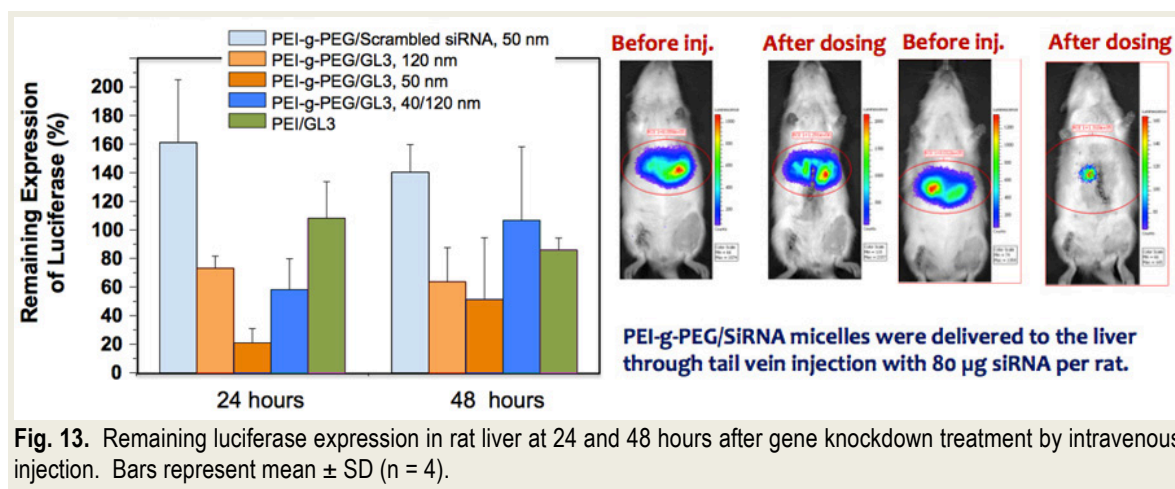 PEI-g-PEG/Scrambled siRNA, 50 nm
PEI-g-PEG/GL3, 120 nm
PEI-g-PEG/GL3, 50 nm
PEI-g-PEG/GL3, 40/120 nm
PEI/GL3
Remaining Expression
of Luciferase (%)
200
180
160
140
120
100
80
60
40
20
0
24 hours
48 hours
Before inj.
After dosing
Before inj.
After dosing
PEI-g-PEG/SiRNA micelles were delivered to the liver
through tail vein injection with 80 µg siRNA per rat.
Fig. 13. Remaining luciferase expression in rat liver at 24 and 48 hours after gene knockdown treatment by intravenous
injection. Bars represent mean ± SD (n = 4).